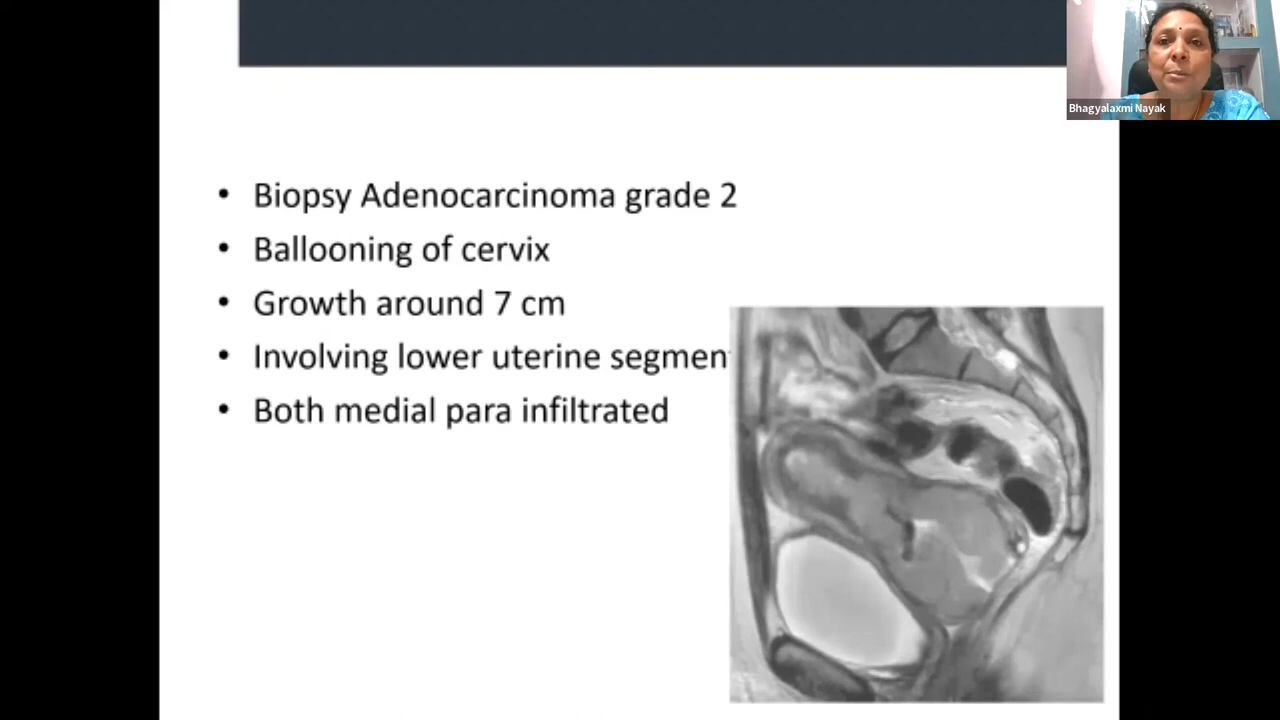 Bhagyalaxmi Nayak
• Biopsy Adenocarcinoma grade 2
• Ballooning of cervix
• Growth around 7 cm
• Involving lower uterine segment
• Both medial para infiltrated